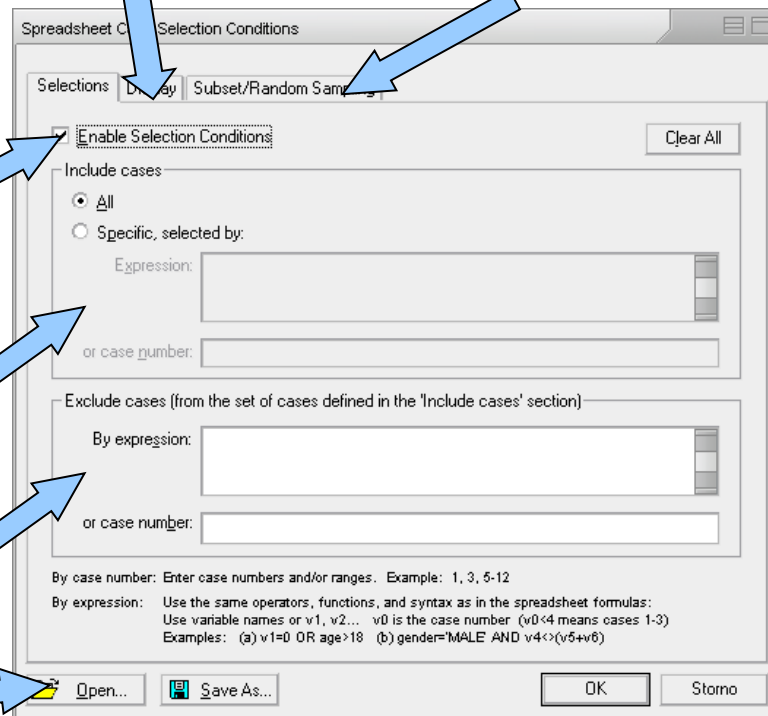 Spreadsheet Selection Conditions
Selections
Subset/Random
Enable Selection Conditions
Clear All
Include cases
All
Specific, selected by:
Expression:
or case number:
Exclude cases (from the set of cases defined in the 'Include cases' section)
By expression:
or case number:
By case number: Enter case numbers and/or ranges. Example: 1, 3, 5-12
By expression: Use the same operators, functions, and syntax as in the spreadsheet formulas:
Use variable names or v1, v2... v0 is the case number (v0<4 means cases 1-3)
Examples: (a) v1=0 OR age>18 (b) gender='MALE' AND v4<>(v5+v6)
Open... Save As... OK Storno